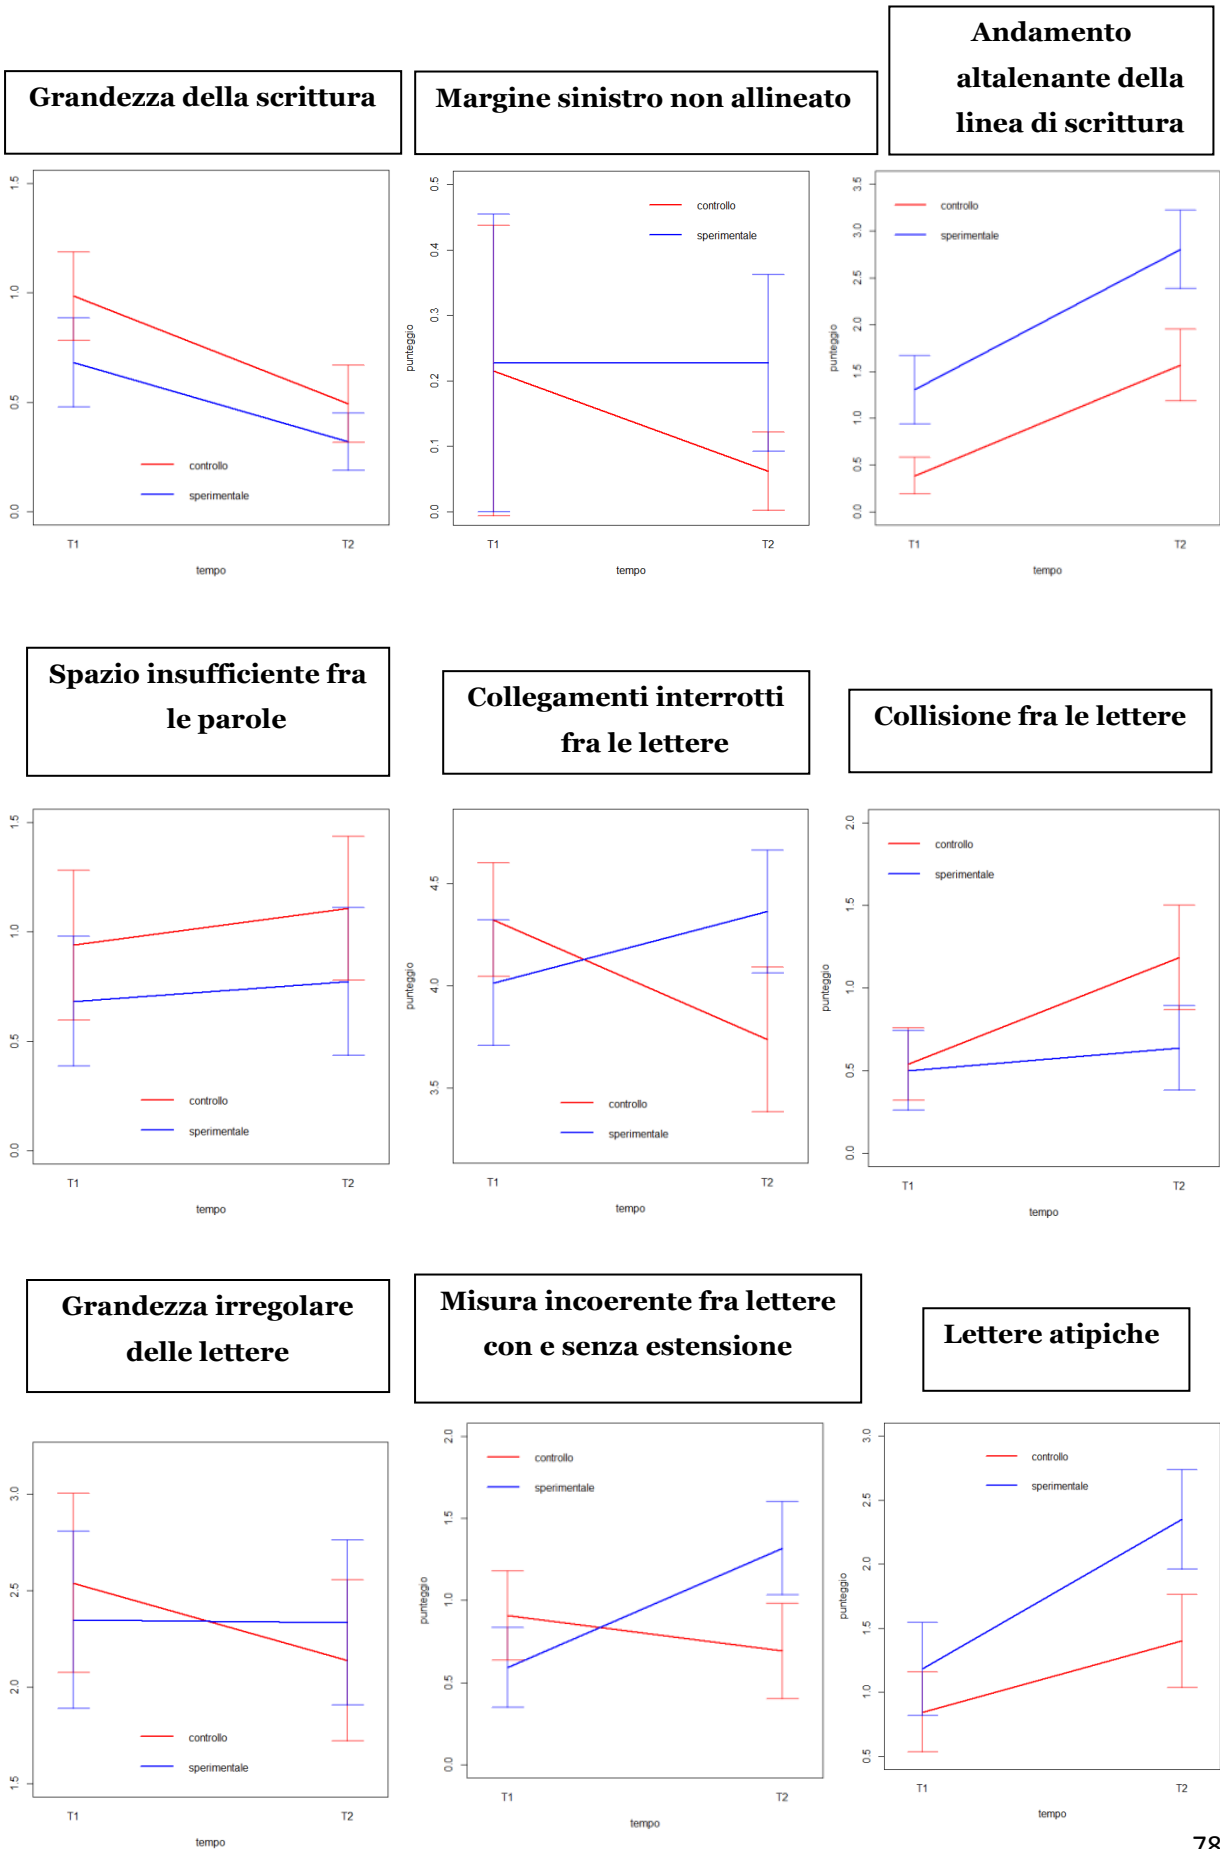 Grandezza della scrittura
Margine sinistro non allineato
Andamento
altalenante della
linea di scrittura
1.5
1.0
0.5
0.0
controllo
sperimentale
T1
T2
tempo
0.5
0.4
0.3
0.2
0.1
0.0
punteggio
controllo
sperimentale
T1
T2
tempo
3.5
3.0
2.5
2.0
1.5
1.0
0.5
0.0
punteggio
controllo
sperimentale
T1
T2
tempo
Spazio insufficiente fra
le parole
Collegamenti interrotti
fra le lettere
Collisione fra le lettere
1.5
1.0
0.5
0.0
controllo
sperimentale
T1
T2
tempo
4.5
4.0
3.5
punteggio
controllo
sperimentale
T1
T2
tempo
2.0
1.5
1.0
0.5
0.0
punteggio
controllo
sperimentale
T1
T2
tempo
Grandezza irregolare
delle lettere
Misura incoerente fra lettere
con e senza estensione
Lettere atipiche
3.0
2.5
2.0
1.5
controllo
sperimentale
T1
T2
tempo
2.0
1.5
1.0
0.5
0.0
punteggio
controllo
sperimentale
T1
T2
tempo
3.0
2.5
2.0
1.5
1.0
0.5
punteggio
controllo
sperimentale
T1
T2
tempo
78